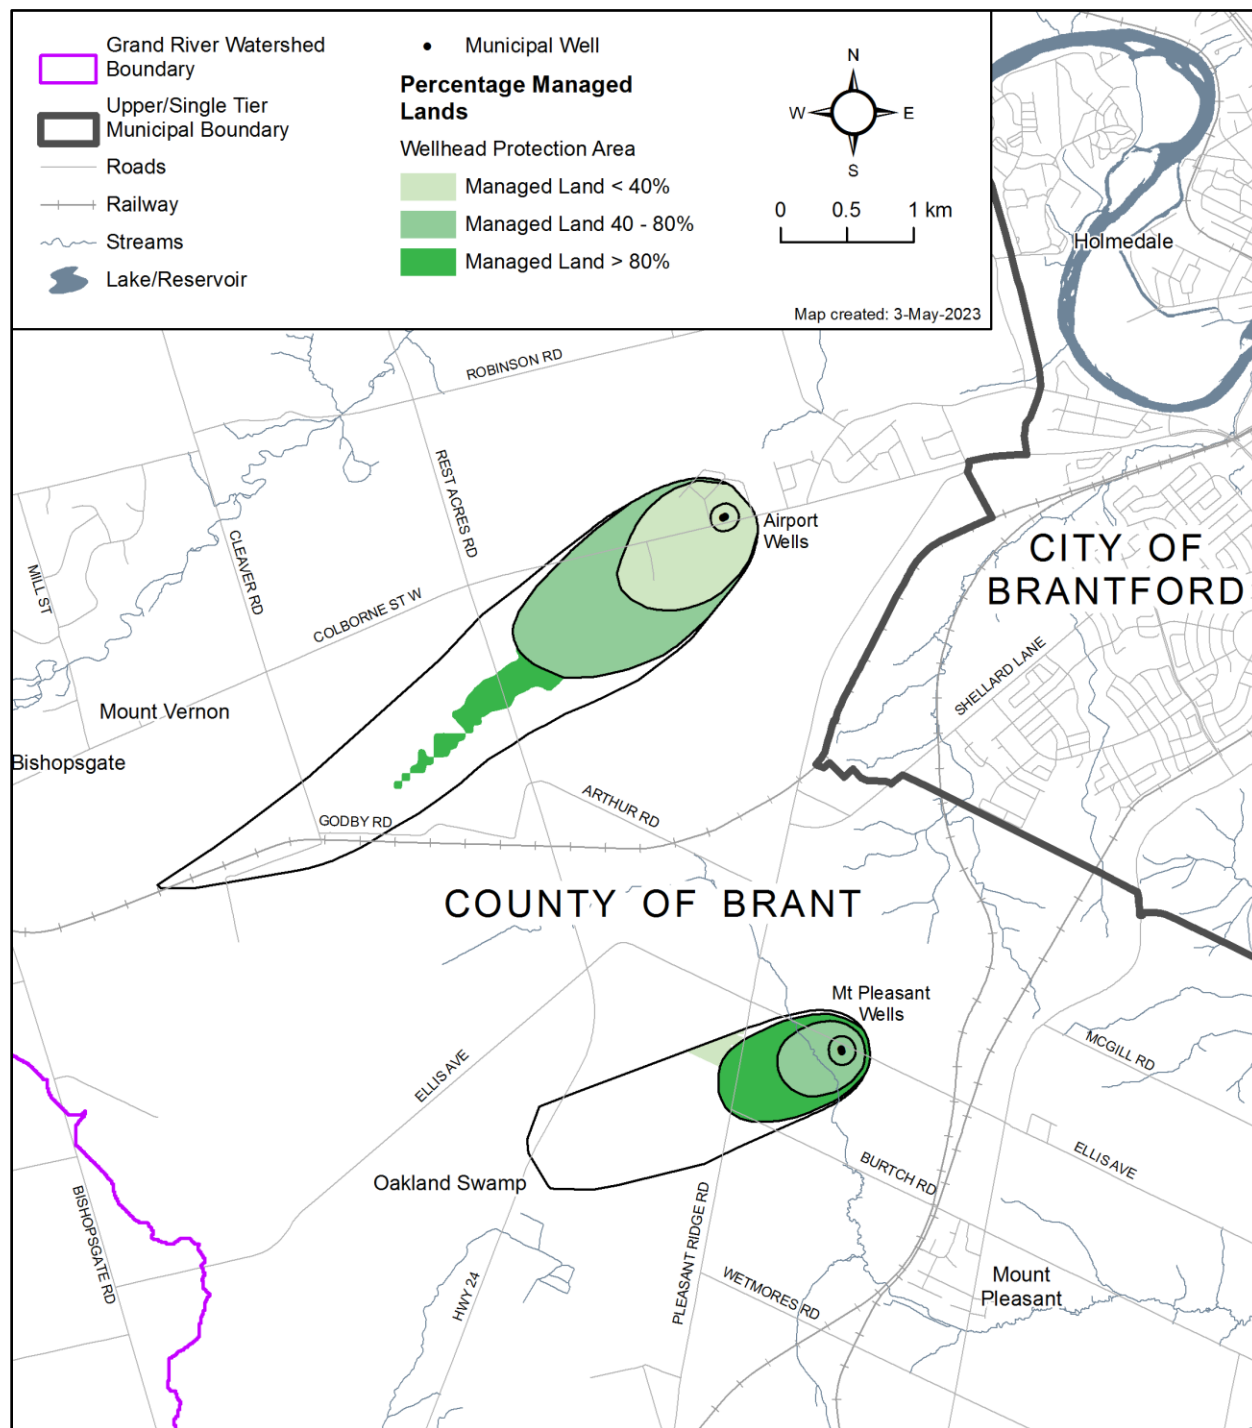 Grand River Watershed
Boundary
Upper/Single Tier
Municipal Boundary
Roads
Railway
Streams
Lake/Reservoir
Municipal Well
Percentage Managed
Lands
Wellhead Protection Area
Managed Land < 40%
Managed Land 40 - 80%
Managed Land > 80%
N
W
E
S
0 0.5 1 km
Map created: 3-May-2023
Holmedale
ROBINSON RD
REST ACRES RD
CLEAVER RD
MILL ST
COLBORNE ST W
Airport
Wells
CITY OF
BRANTFORD
SHELLARD LANE
Mount Vernon
Bishopsgate
GODBY RD
ARTHUR RD
COUNTY OF BRANT
Mt Pleasant
Wells
MCGILL RD
ELLIS AVE
ELLIS AVE
BURTCH RD
Oakland Swamp
BISHOPSGATE RD
HWY 24
PLEASANT RIDGE RD
WETMORES RD
Mount
Pleasant